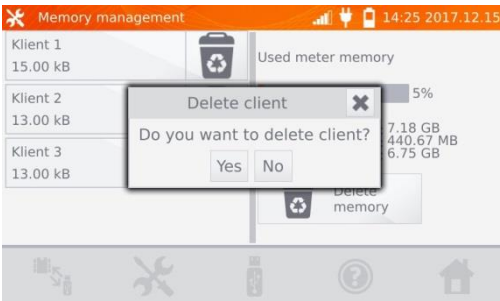 Memory management
14:25 2017.12.15
Klient 1
15.00 kB
Klient 2
13.00 kB
Klient 3
13.00 kB
Used meter memory
5%
7.18 GB
440.67 MB
6.75 GB
Delete client
Do you want to delete client?
Yes No
Delete
memory